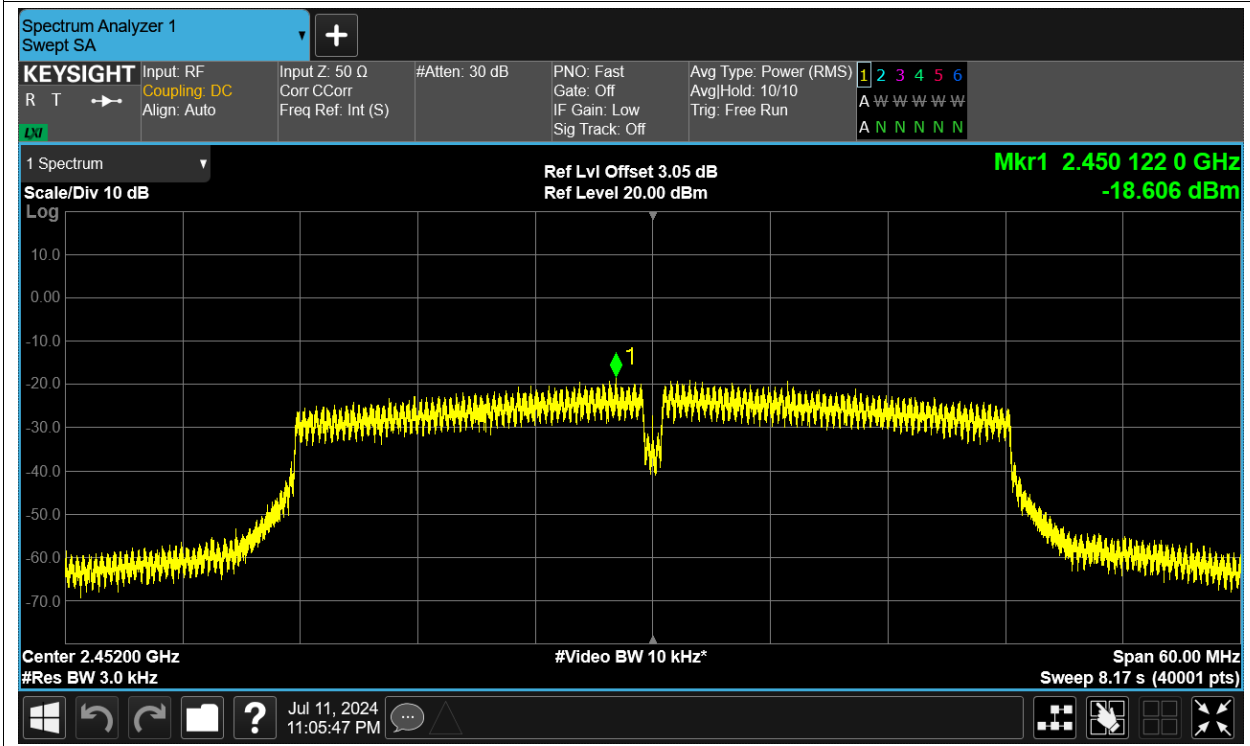 Spectrum Analyzer 1
Swept SA
KEYSIGHT
R T
LXI
Input: RF
Coupling: DC
Align: Auto
Input Z: 50 Ω
Corr CCorr
Freq Ref: Int (S)
#Atten: 30 dB
PNO: Fast
Gate: Off
IF Gain: Low
Sig Track: Off
Avg Type: Power (RMS)
Avg|Hold: 10/10
Trig: Free Run
1 2 3 4 5 6
A W W W W W
A N N N N N
1 Spectrum
Scale/Div 10 dB
Log
Ref Lvl Offset 3.05 dB
Ref Level 20.00 dBm
Mkr1 2.450 122 0 GHz
-18.606 dBm
10.0
0.00
-10.0
1
-20.0
-30.0
-40.0
-50.0
-60.0
-70.0
Center 2.45200 GHz
#Video BW 10 kHz*
Span 60.00 MHz
#Res BW 3.0 kHz
Sweep 8.17 s (40001 pts)
?
Jul 11, 2024
11:05:47 PM